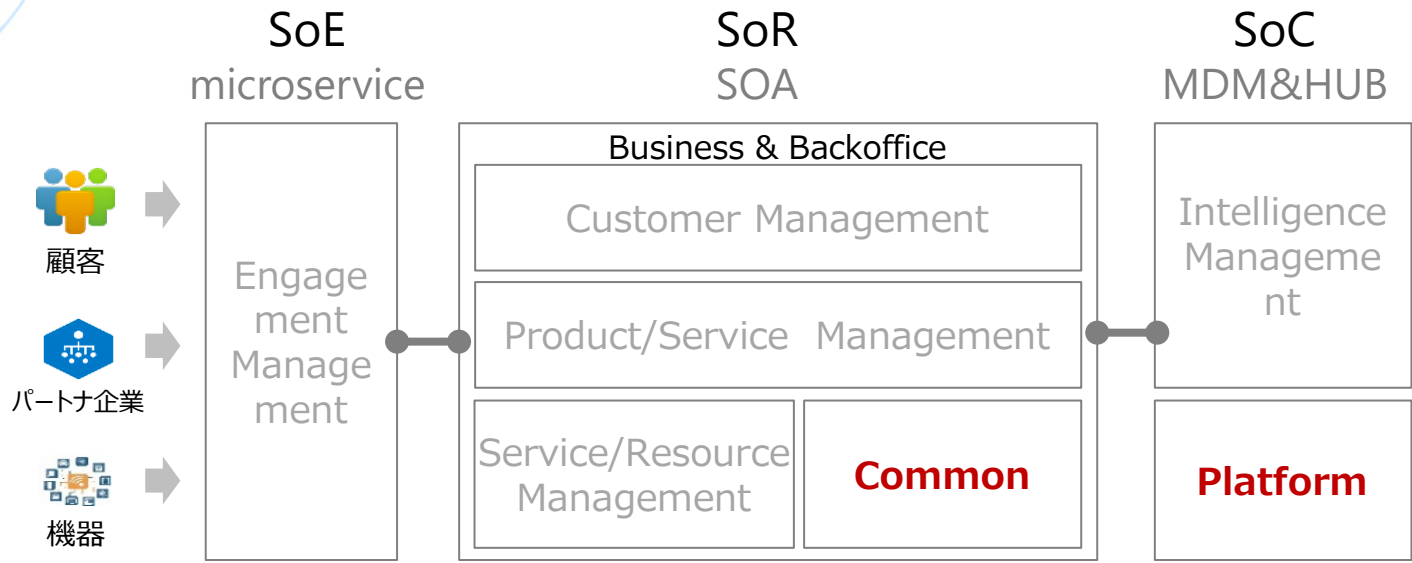 SoE
microservice
SoR
SOA
SoC
MDM&HUB
顧客
パートナ企業
機器
Engage
ment
Manage
ment
Business & Backoffice
Customer Management
Product/Service Management
Service/Resource
Management
Common
Intelligence
Manageme
nt
Platform